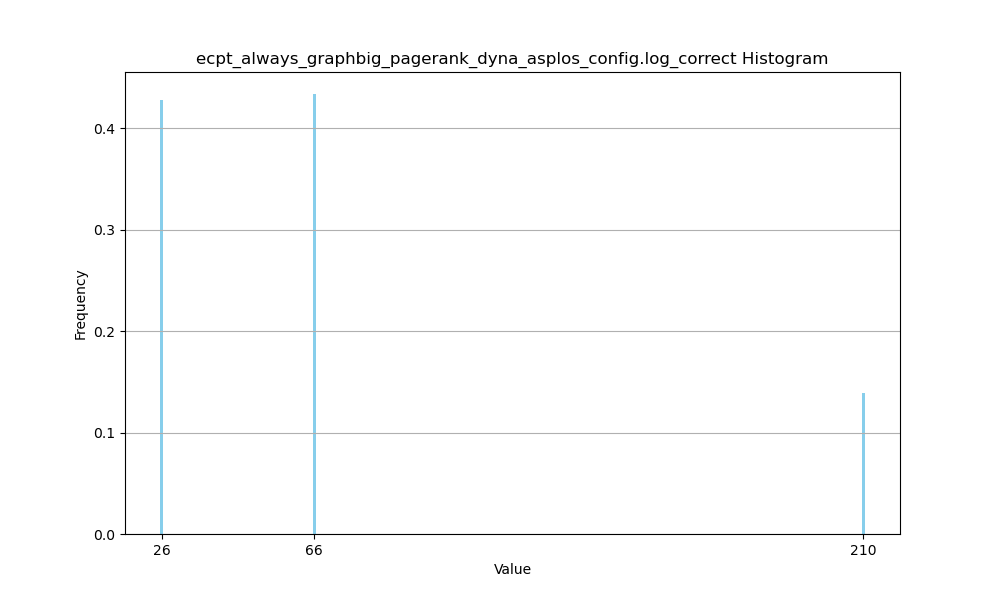 ecpt_always_graphbig_pagerank_dyna_asplos_config.log_correct Histogram
Frequency
0.4
0.3
0.2
0.1
0.0
26 66 210
Value